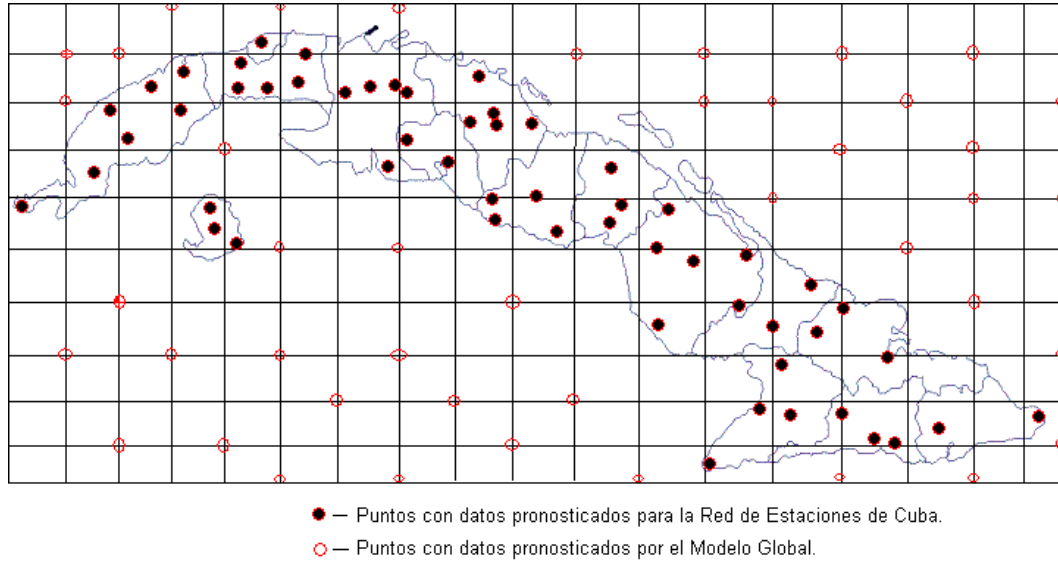 — Puntos con datos pronosticados para la Red de Estaciones de Cuba.
— Puntos con datos pronosticados por el Modelo Global.